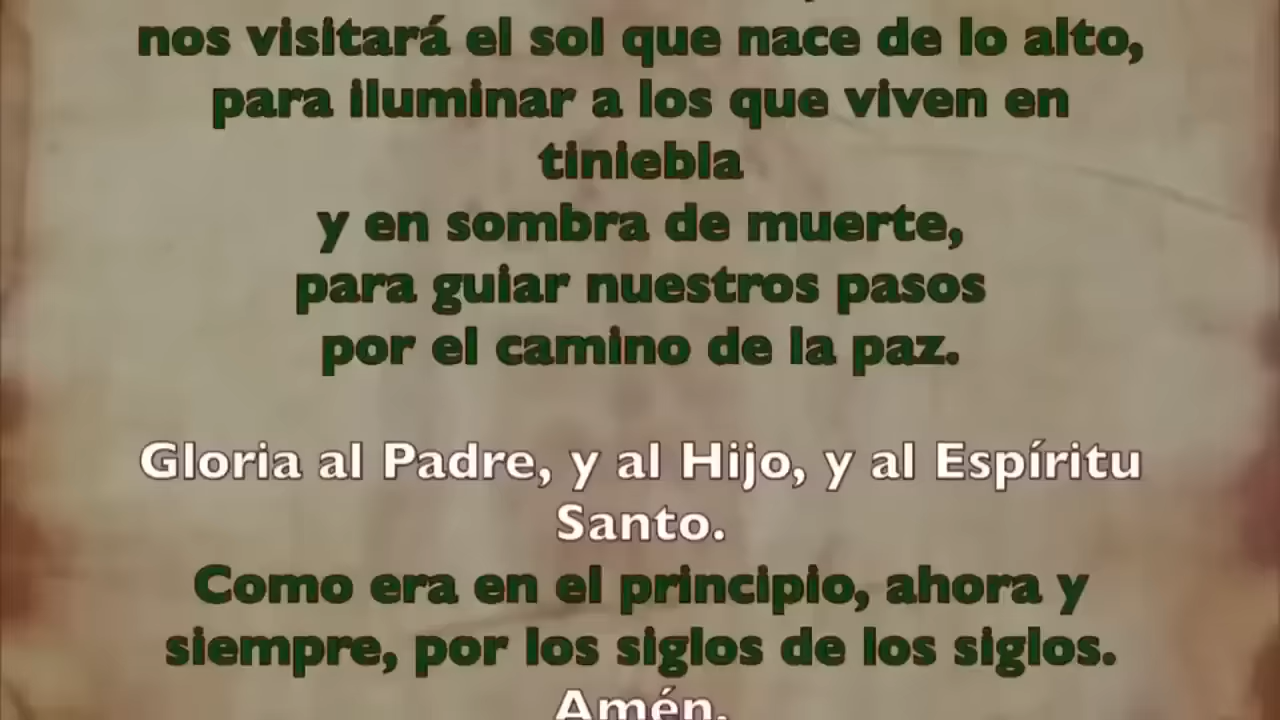 nos visitará el sol que nace de lo alto,
para iluminar a los que viven en
tiniebla
y en sombra de muerte,
para guiar nuestros pasos
por el camino de la paz.
Gloria al Padre, y al Hijo, y al Espíritu
Santo.
Como era en el principio, ahora y
siempre, por los siglos de los siglos.
Amén.